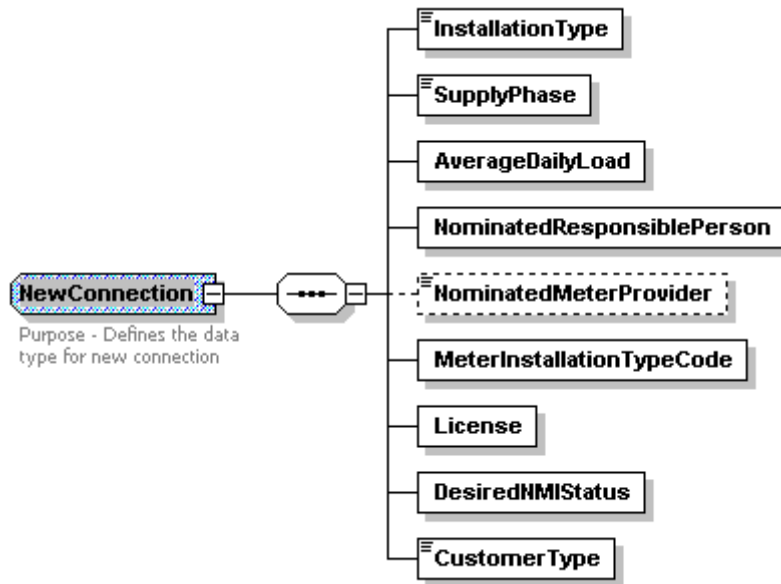 InstallationType
SupplyPhase
AverageDailyLoad
NominatedResponsiblePerson
NewConnection
NominatedMeterProvider
Purpose - Defines the data
type for new connection
MeterInstallationTypeCode
License
DesiredNMIStatus
CustomerType